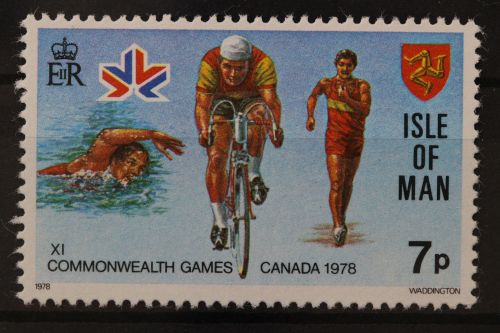 EIIR
ISLE
OF
MAN
XI
COMMONWEALTH GAMES CANADA 1978
7p
1978
WADDINGTON